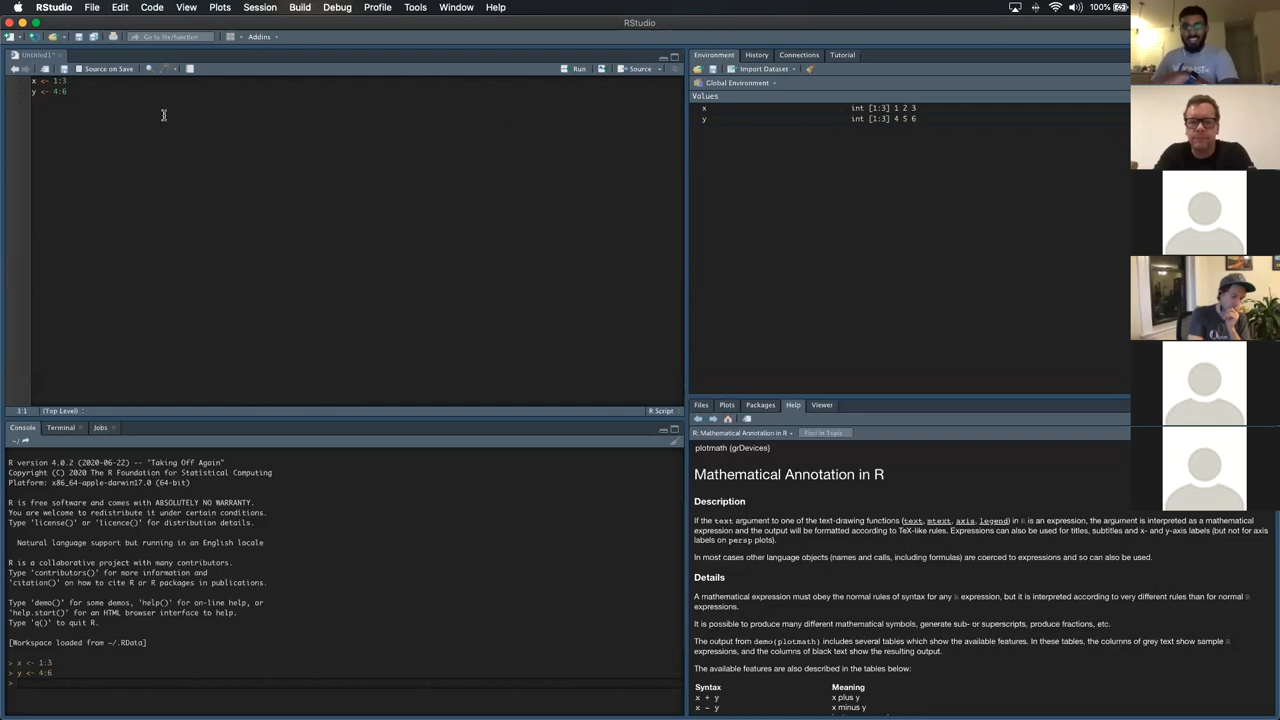 RStudio File Edit Code View Plots Session Build Debug Profile Tools Window Help 100%
RStudio
Go to file/function Addins
Untitled1*
Source on Save Run Source
x <- 1:3
y <- 4:6
3:1 (Top Level) R Script
Console Terminal Jobs
~/
R version 4.0.2 (2020-06-22) -- "Taking Off Again"
Copyright (C) 2020 The R Foundation for Statistical Computing
Platform: x86_64-apple-darwin17.0 (64-bit)
R is free software and comes with ABSOLUTELY NO WARRANTY.
You are welcome to redistribute it under certain conditions.
Type 'license()' or 'licence()' for distribution details.
Natural language support but running in an English locale
R is a collaborative project with many contributors.
Type 'contributors()' for more information and
'citation()' on how to cite R or R packages in publications.
Type 'demo()' for some demos, 'help()' for on-line help, or
'help.start()' for an HTML browser interface to help.
Type 'q()' to quit R.
[Workspace loaded from ~/.RData]
> x <- 1:3
> y <- 4:6
>
Environment History Connections Tutorial
Import Dataset
Global Environment
Values
x int [1:3] 1 2 3
y int [1:3] 4 5 6
Files Plots Packages Help Viewer
R: Mathematical Annotation in R Find in Topic
plotmath {grDevices}
Mathematical Annotation in R
Description
If the text argument to one of the text-drawing functions (text, mtext, axis, legend) in R is an expression, the argument is interpreted as a mathematical
expression and the output will be formatted according to TeX-like rules. Expressions can also be used for titles, subtitles and x- and y-axis labels (but not for axis
labels on persp plots).
In most cases other language objects (names and calls, including formulas) are coerced to expressions and so can also be used.
Details
A mathematical expression must obey the normal rules of syntax for any R expression, but it is interpreted according to very different rules than for normal R
expressions.
It is possible to produce many different mathematical symbols, generate sub- or superscripts, produce fractions, etc.
The output from demo(plotmath) includes several tables which show the available features. In these tables, the columns of grey text show sample R
expressions, and the columns of black text show the resulting output.
The available features are also described in the tables below:
Syntax Meaning
x + y x plus y
x - y x minus y